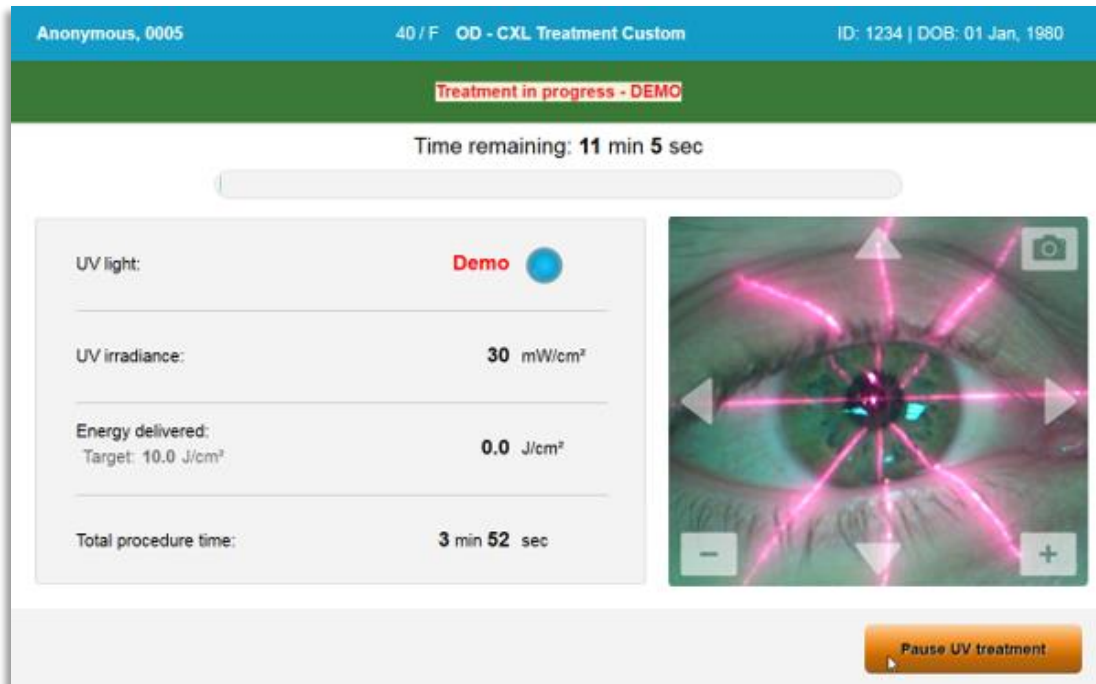 Anonymous, 0005 40 / F OD - CXL Treatment Custom ID: 1234 | DOB: 01 Jan, 1980
Treatment in progress - DEMO
Time remaining: 11 min 5 sec
UV light: Demo
UV irradiance: 30 mW/cm²
Energy delivered:
Target: 10.0 J/cm² 0.0 J/cm²
Total procedure time: 3 min 52 sec
Pause UV treatment